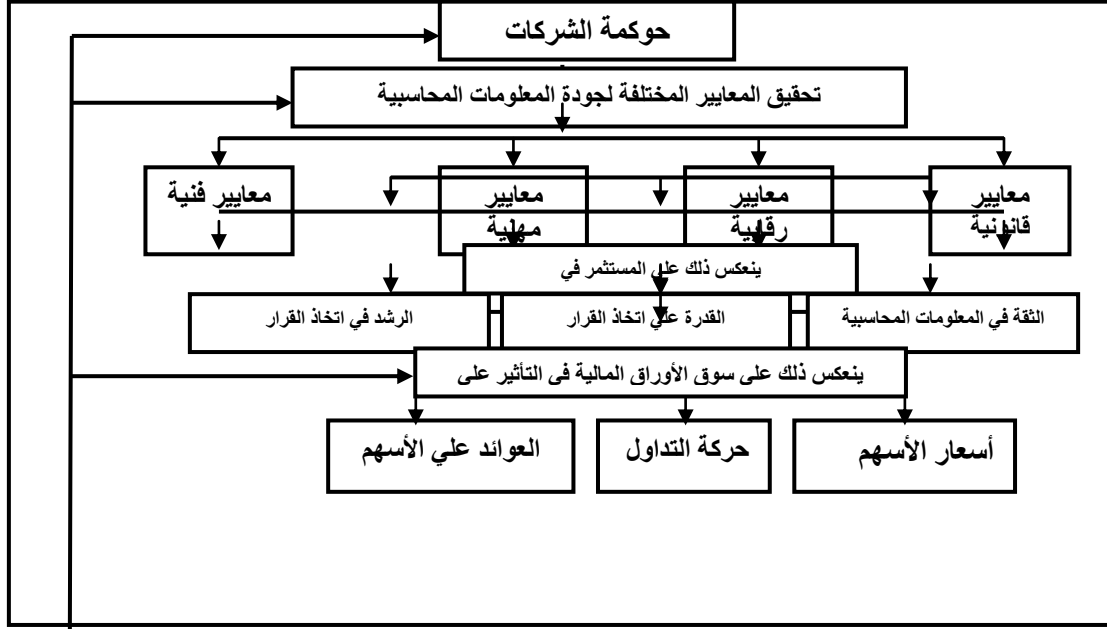 حوكمة الشركات
تحقيق المعايير المختلفة لجودة المعلومات المحاسبية
معايير
قانونية
معايير
رقابية
معايير
مهنية
معايير فنية
ينعكس ذلك على المستثمر في
الثقة في المعلومات المحاسبية
القدرة علي اتخاذ القرار
الرشد في اتخاذ القرار
ينعكس ذلك على سوق الأوراق المالية في التأثير على
أسعار الأسهم
حركة التداول
العوائد علي الأسهم